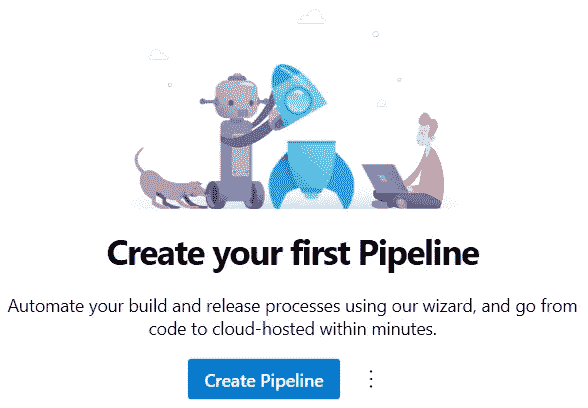 Create your first Pipeline
Automate your build and release processes using our wizard, and go from
code to cloud-hosted within minutes.
Create Pipeline